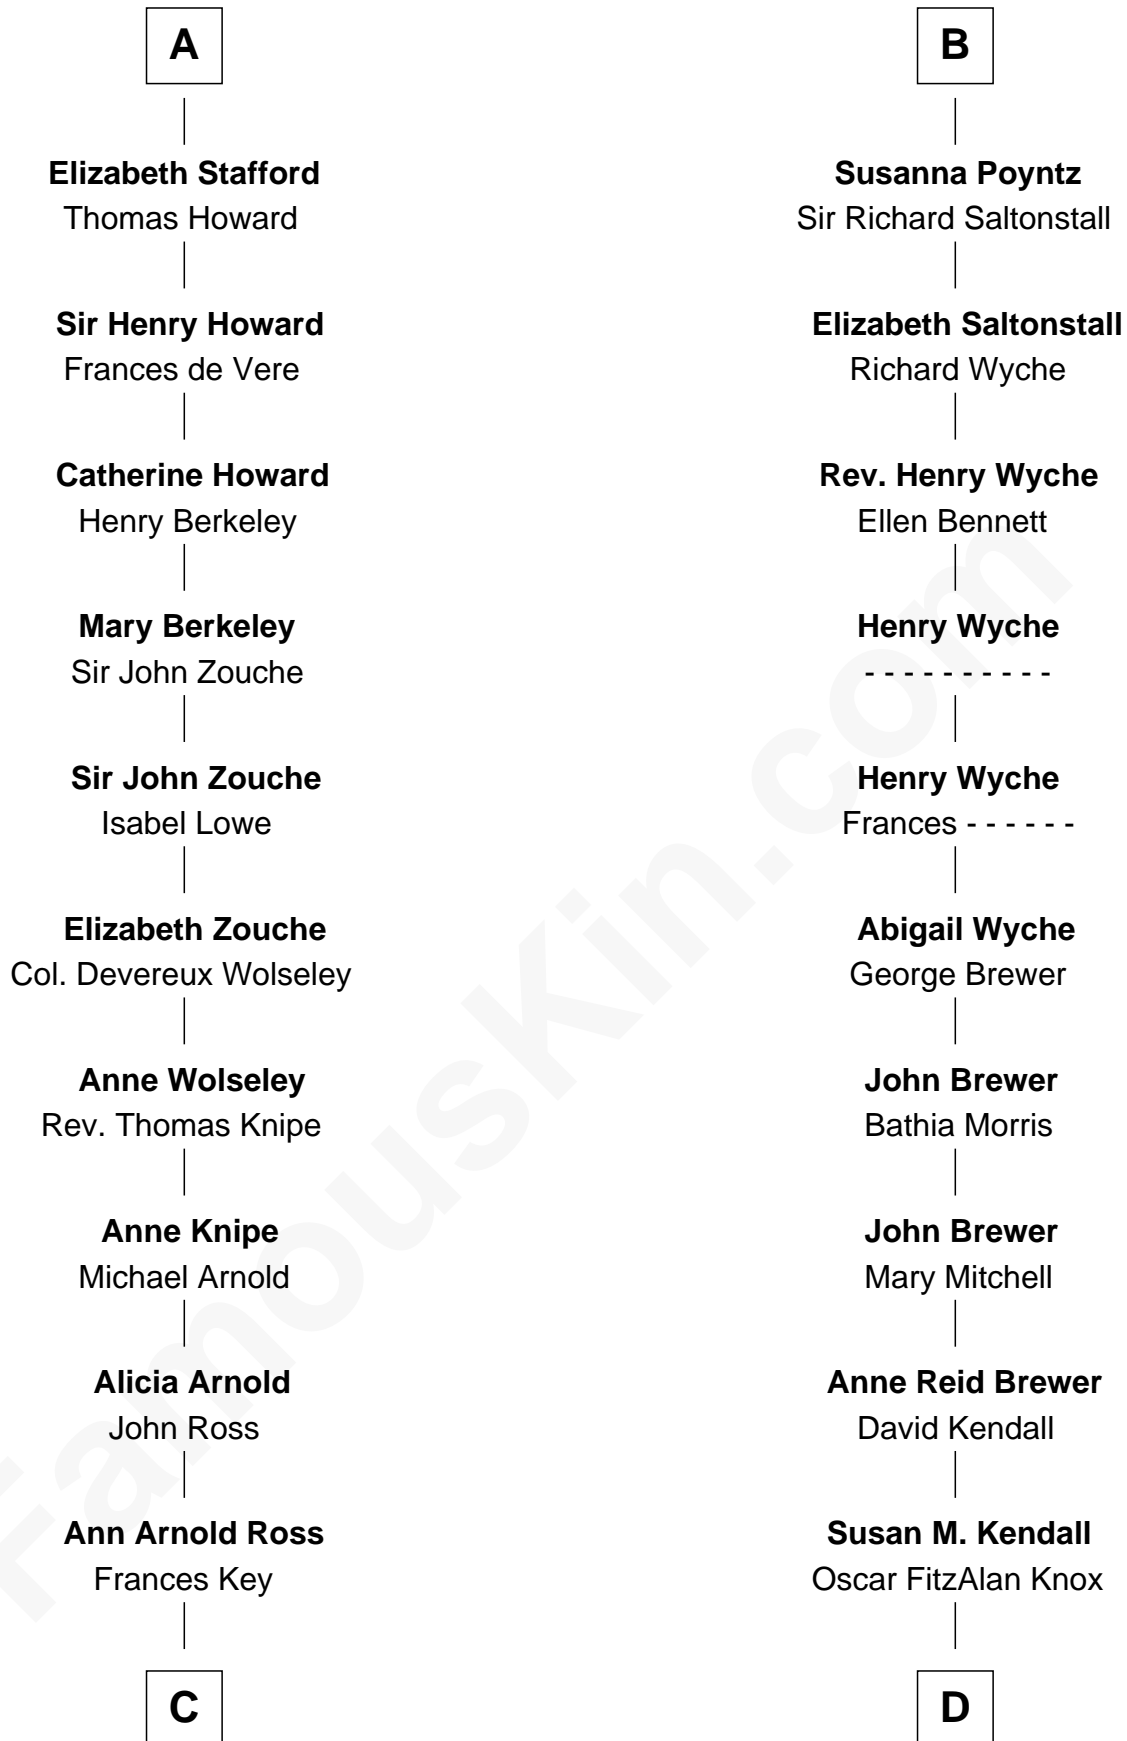 A
Elizabeth Stafford
Thomas Howard
Sir Henry Howard
Frances de Vere
Catherine Howard
Henry Berkeley
Mary Berkeley
Sir John Zouche
Sir John Zouche
Isabel Lowe
Elizabeth Zouche
Col. Devereux Wolseley
Anne Wolseley
Rev. Thomas Knipe
Anne Knipe
Michael Arnold
Alicia Arnold
John Ross
Ann Arnold Ross
Frances Key
C
B
Susanna Poyntz
Sir Richard Saltonstall
Elizabeth Saltonstall
Richard Wyche
Rev. Henry Wyche
Ellen Bennett
Henry Wyche
- - - - - - - - - -
Henry Wyche
Frances - - - - - -
Abigail Wyche
George Brewer
John Brewer
Bathia Morris
John Brewer
Mary Mitchell
Anne Reid Brewer
David Kendall
Susan M. Kendall
Oscar FitzAlan Knox
D
FamousKin.com